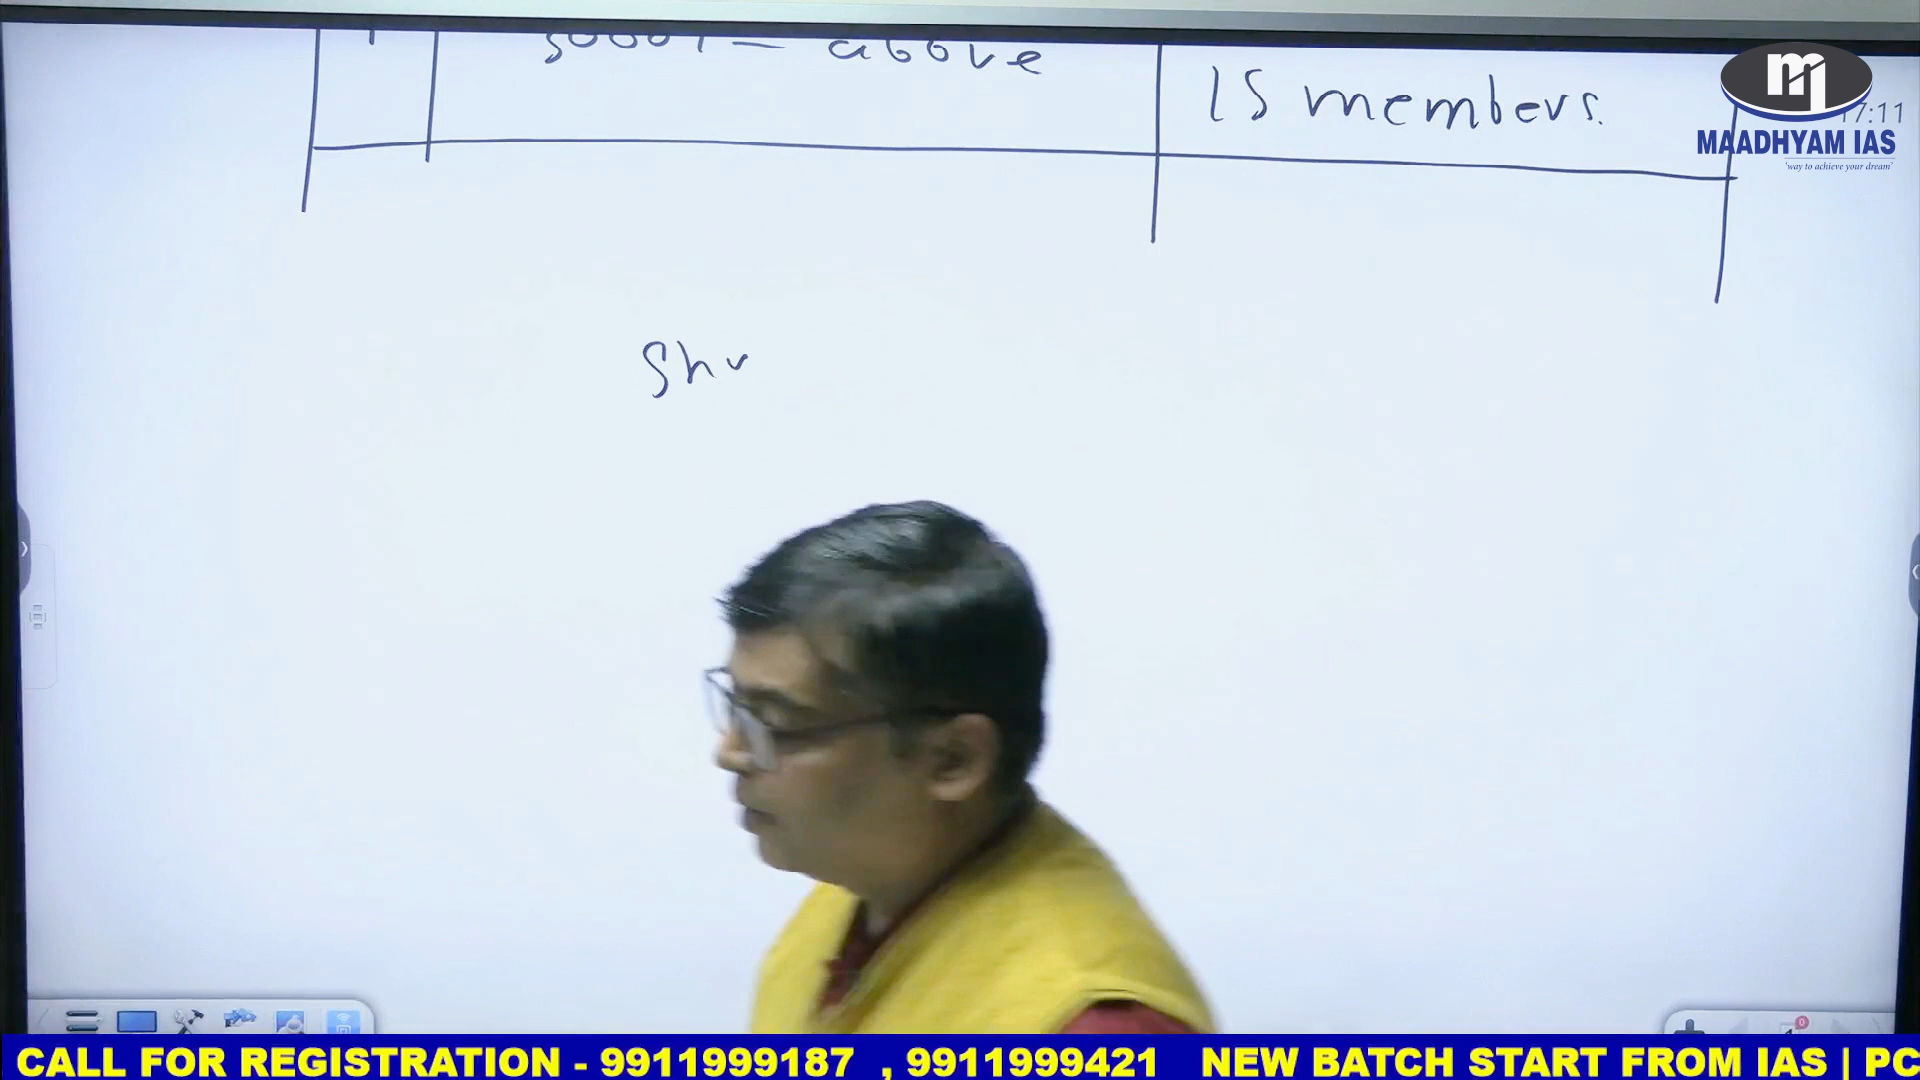 above
15 members.
17:11
m
MAADHYAM IAS
'way to achieve your dream'
Shr
CALL FOR REGISTRATION - 9911999187 , 9911999421 NEW BATCH START FROM IAS | PC